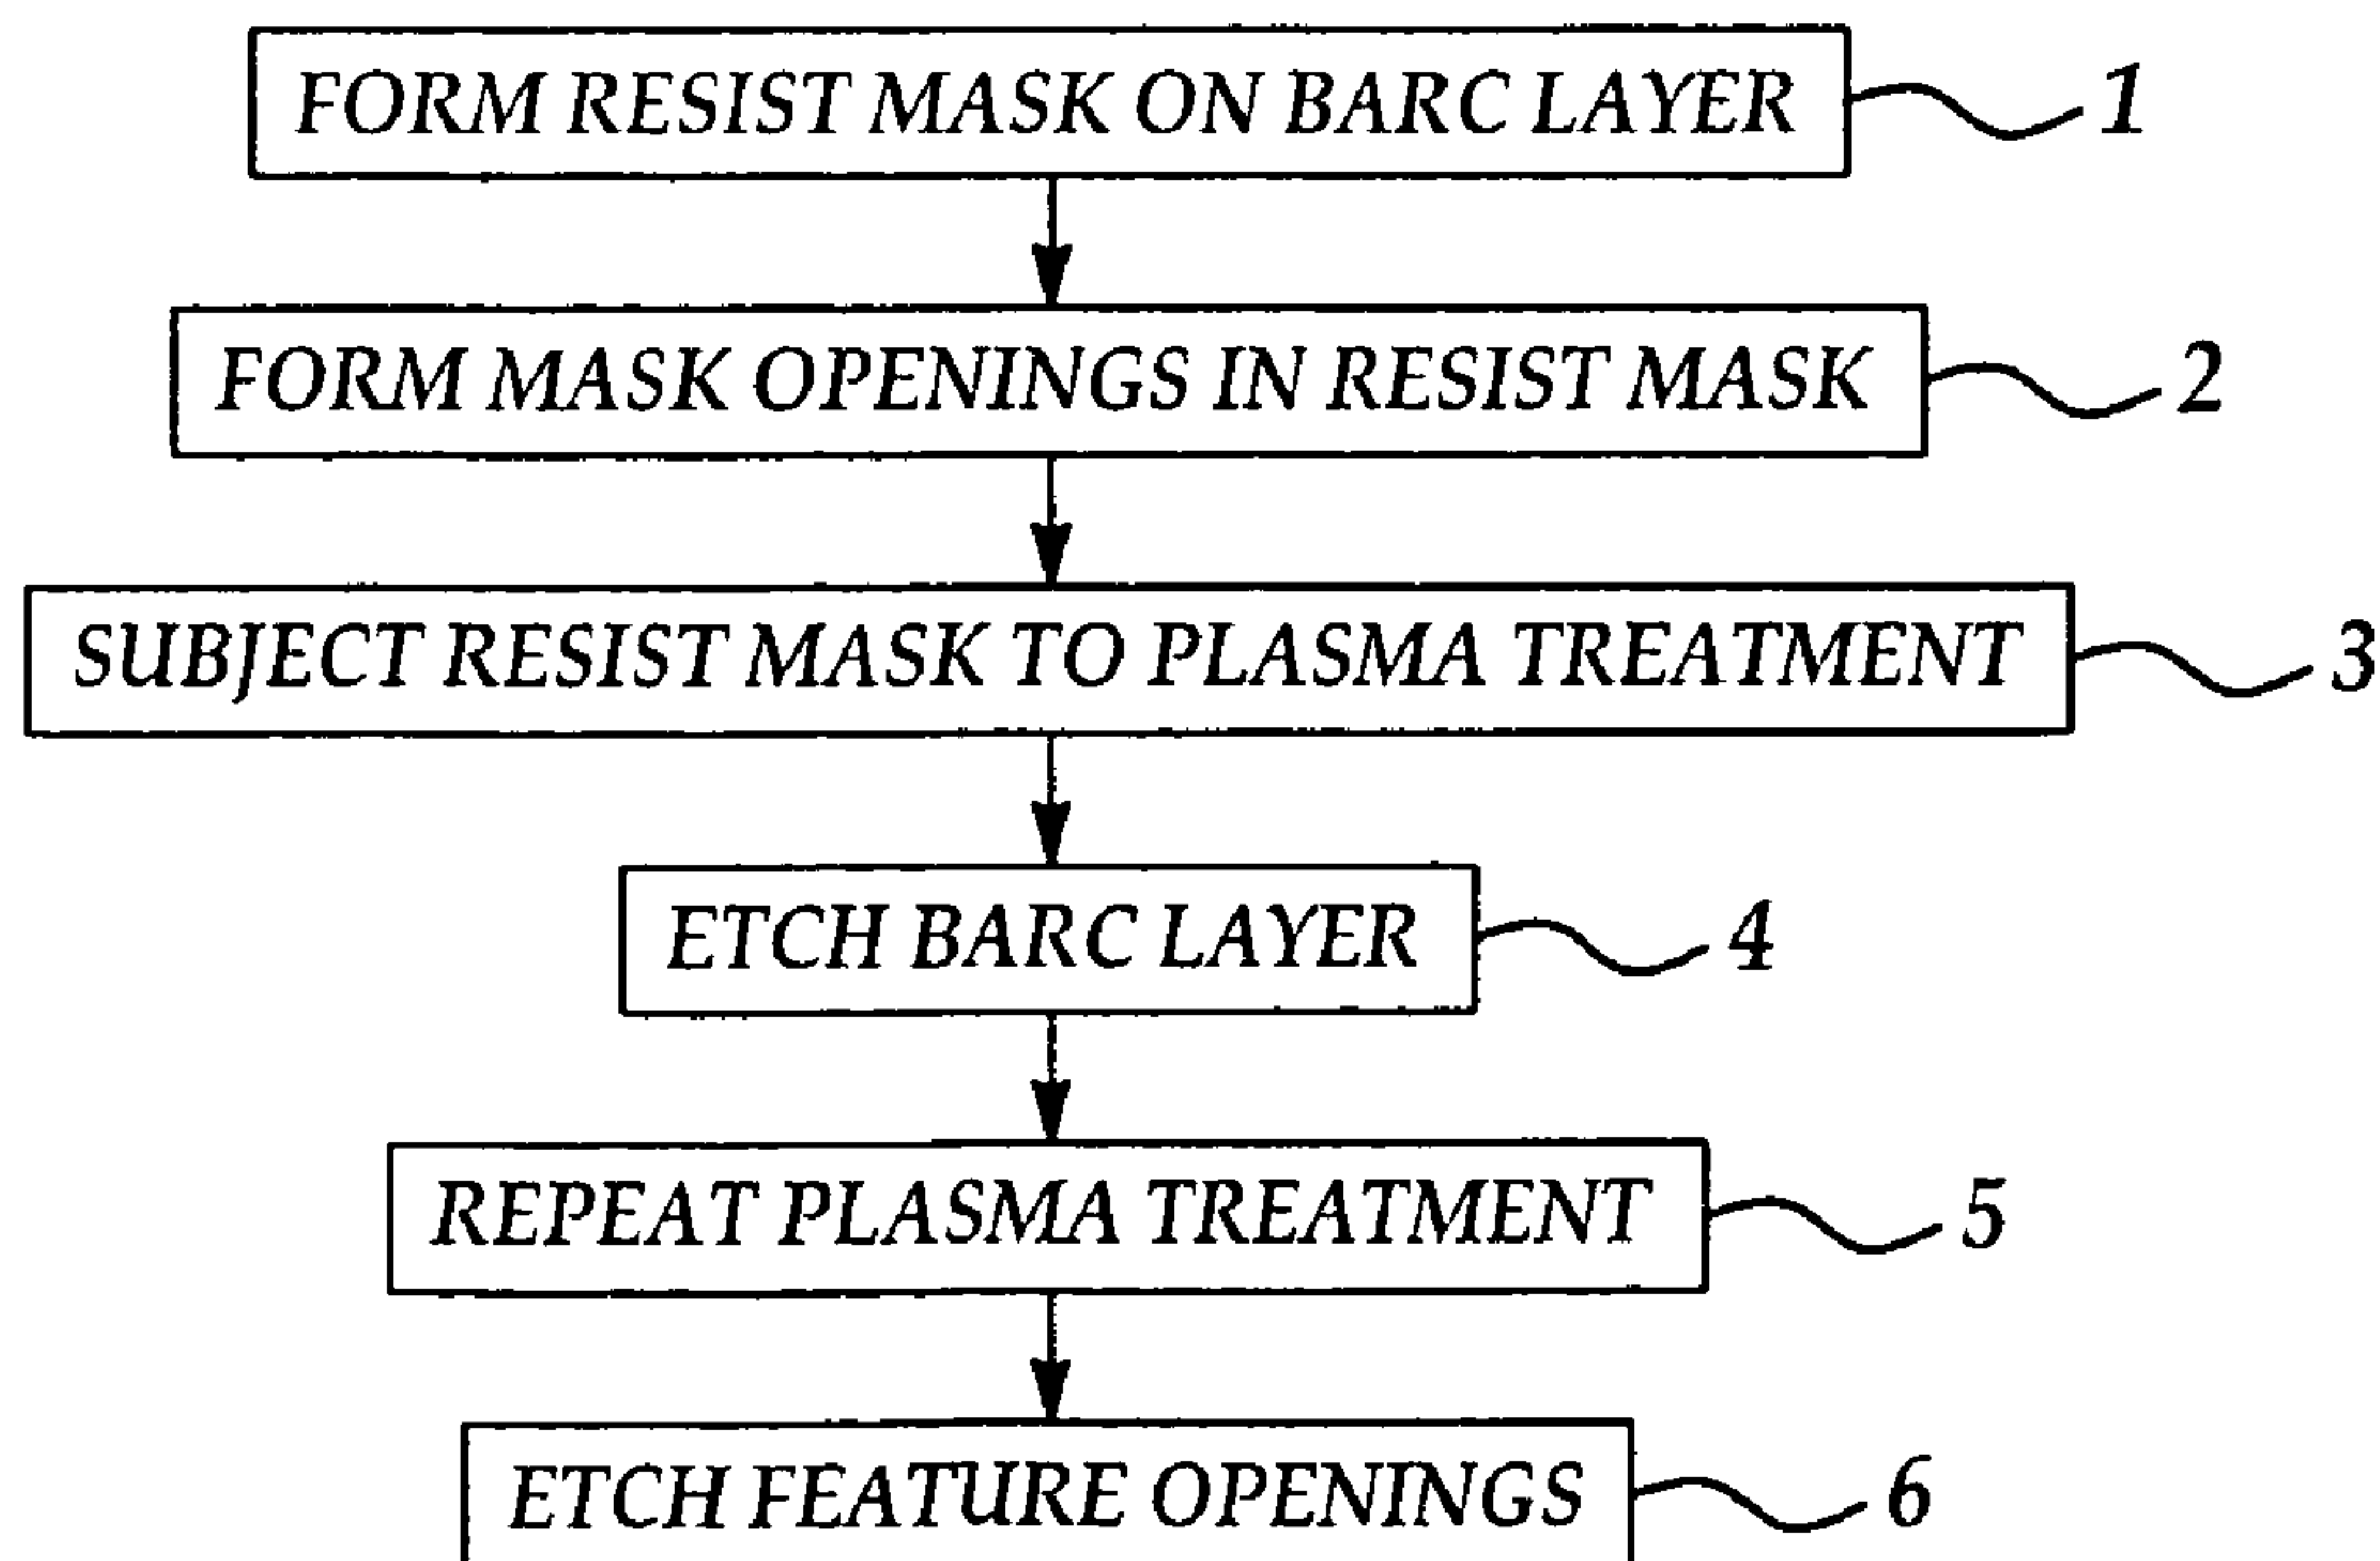 FORM RESIST MASK ON BARC LAYER 1
FORM MASK OPENINGS IN RESIST MASK 2
SUBJECT RESIST MASK TO PLASMA TREATMENT 3
ETCH BARC LAYER 4
REPEAT PLASMA TREATMENT 5
ETCH FEATURE OPENINGS 6